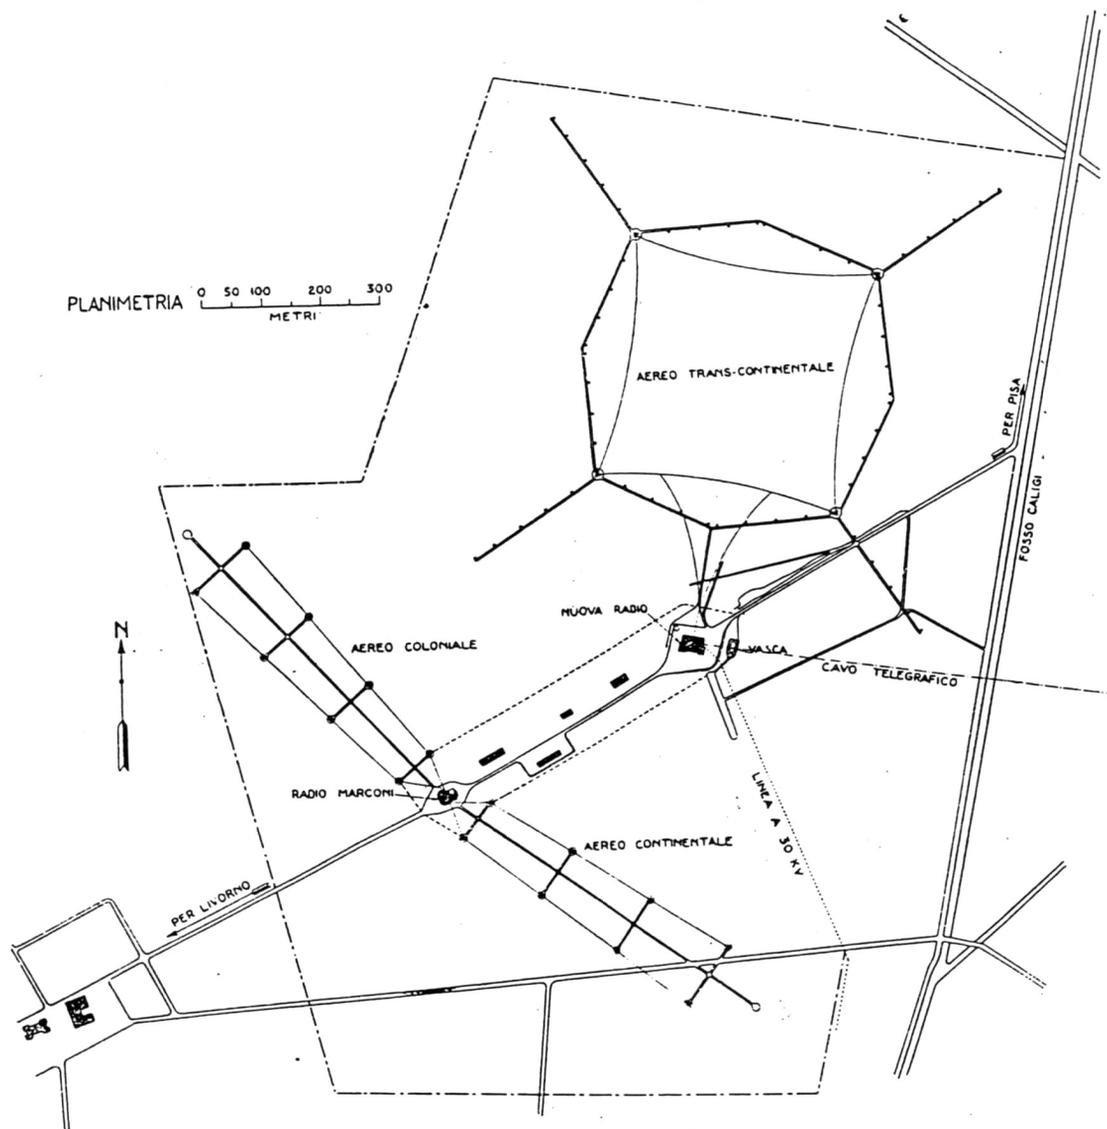 PLANIMETRIA
0 50 100 200 300
METRI
AEREO TRANS-CONTINENTALE
PER PISA
FOSSO CALIGI
N
NUOVA RADIO
AEREO COLONIALE
VASCA
CAVO TELEGRAFICO
RADIO MARCONI
LINEA A 30 KV
AEREO CONTINENTALE
PER LIVORNO